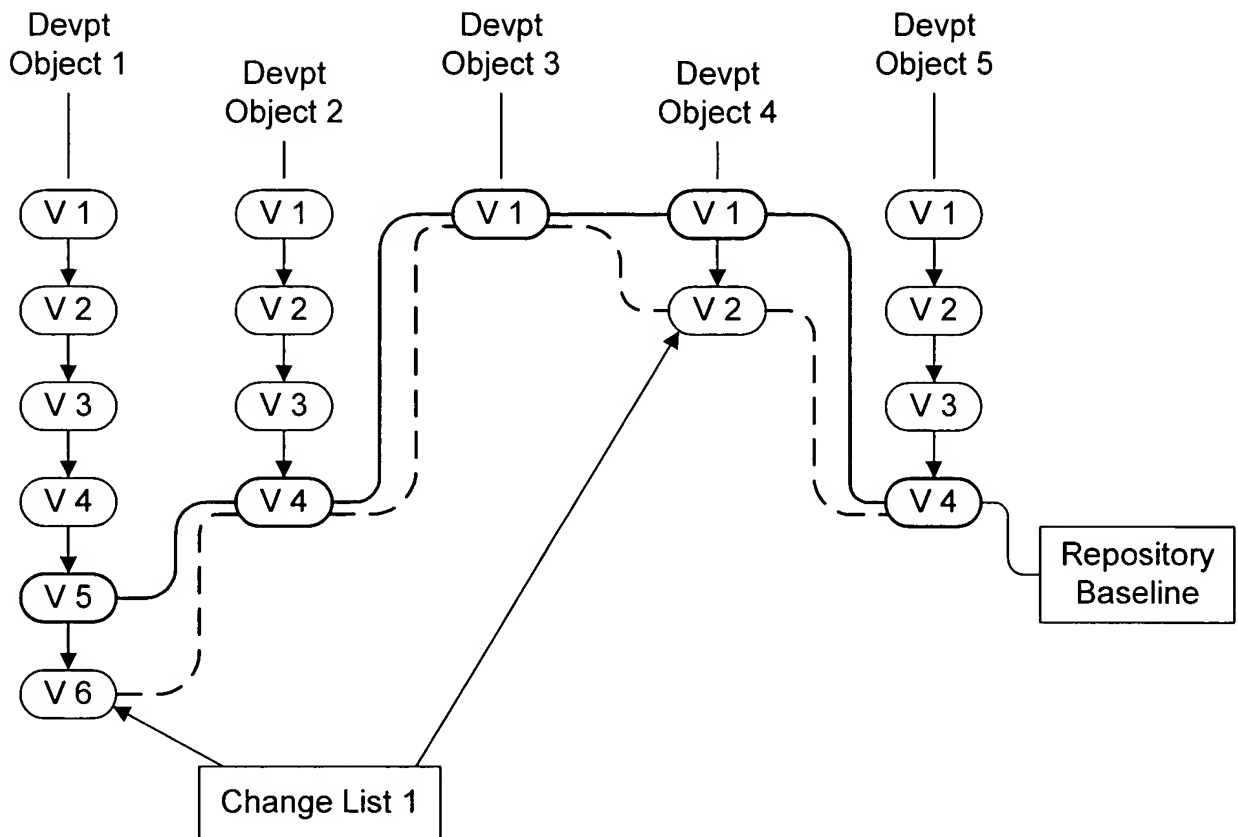 Devpt
Object 1
Devpt
Object 2
Devpt
Object 3
Devpt
Object 4
Devpt
Object 5
V 1
V 1
V 1
V 1
V 1
V 2
V 2
V 2
V 2
V 3
V 3
V 3
V 4
V 4
V 4
V 5
V 6
Repository
Baseline
Change List 1